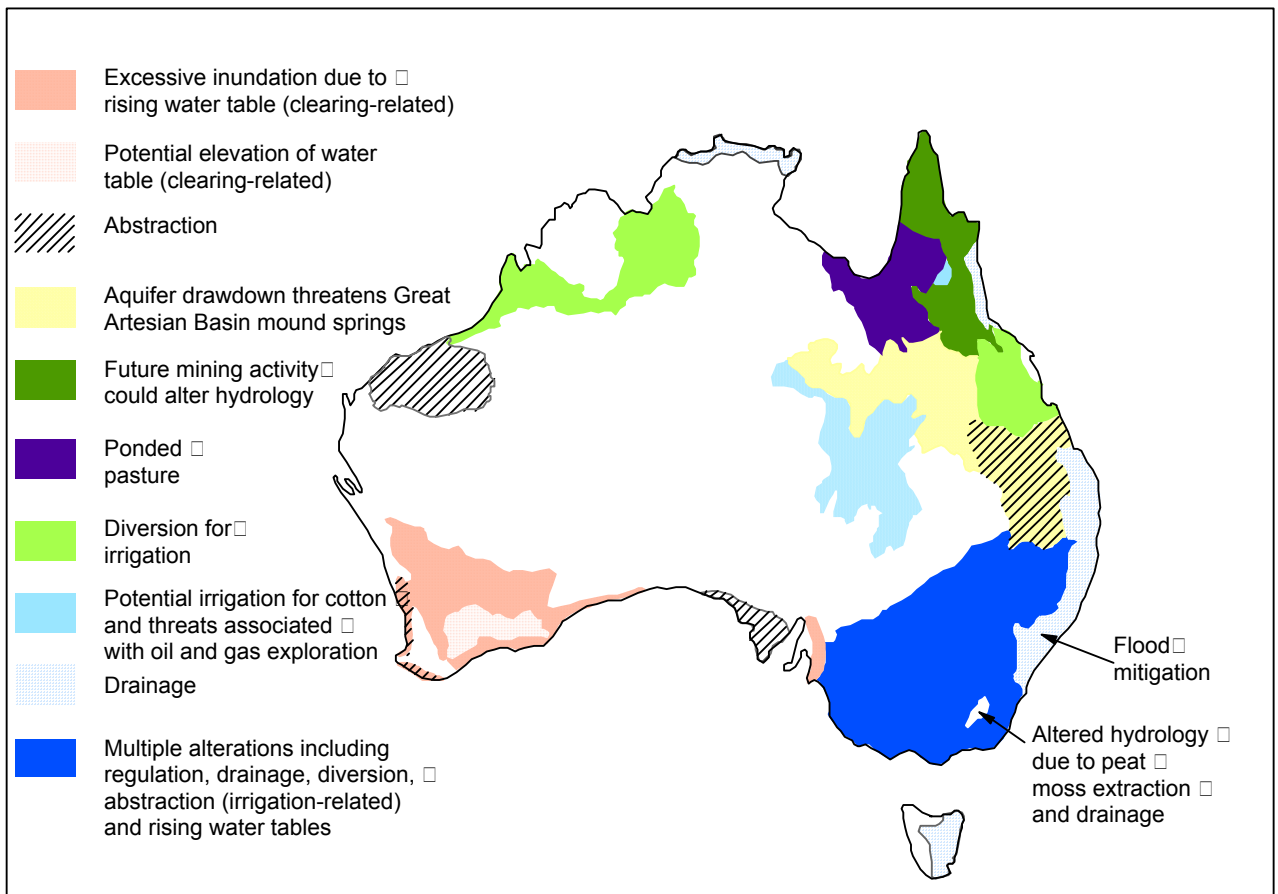 Excessive inundation due to □
rising water table (clearing-related)
Potential elevation of water
table (clearing-related)
Abstraction
Aquifer drawdown threatens Great
Artesian Basin mound springs
Future mining activity□
could alter hydrology
Ponded □
pasture
Diversion for□
irrigation
Potential irrigation for cotton □
and threats associated □
with oil and gas exploration
Drainage
Multiple alterations including
regulation, drainage, diversion, □
abstraction (irrigation-related)
and rising water tables
Flood□
mitigation
Altered hydrology □
due to peat □
moss extraction □
and drainage